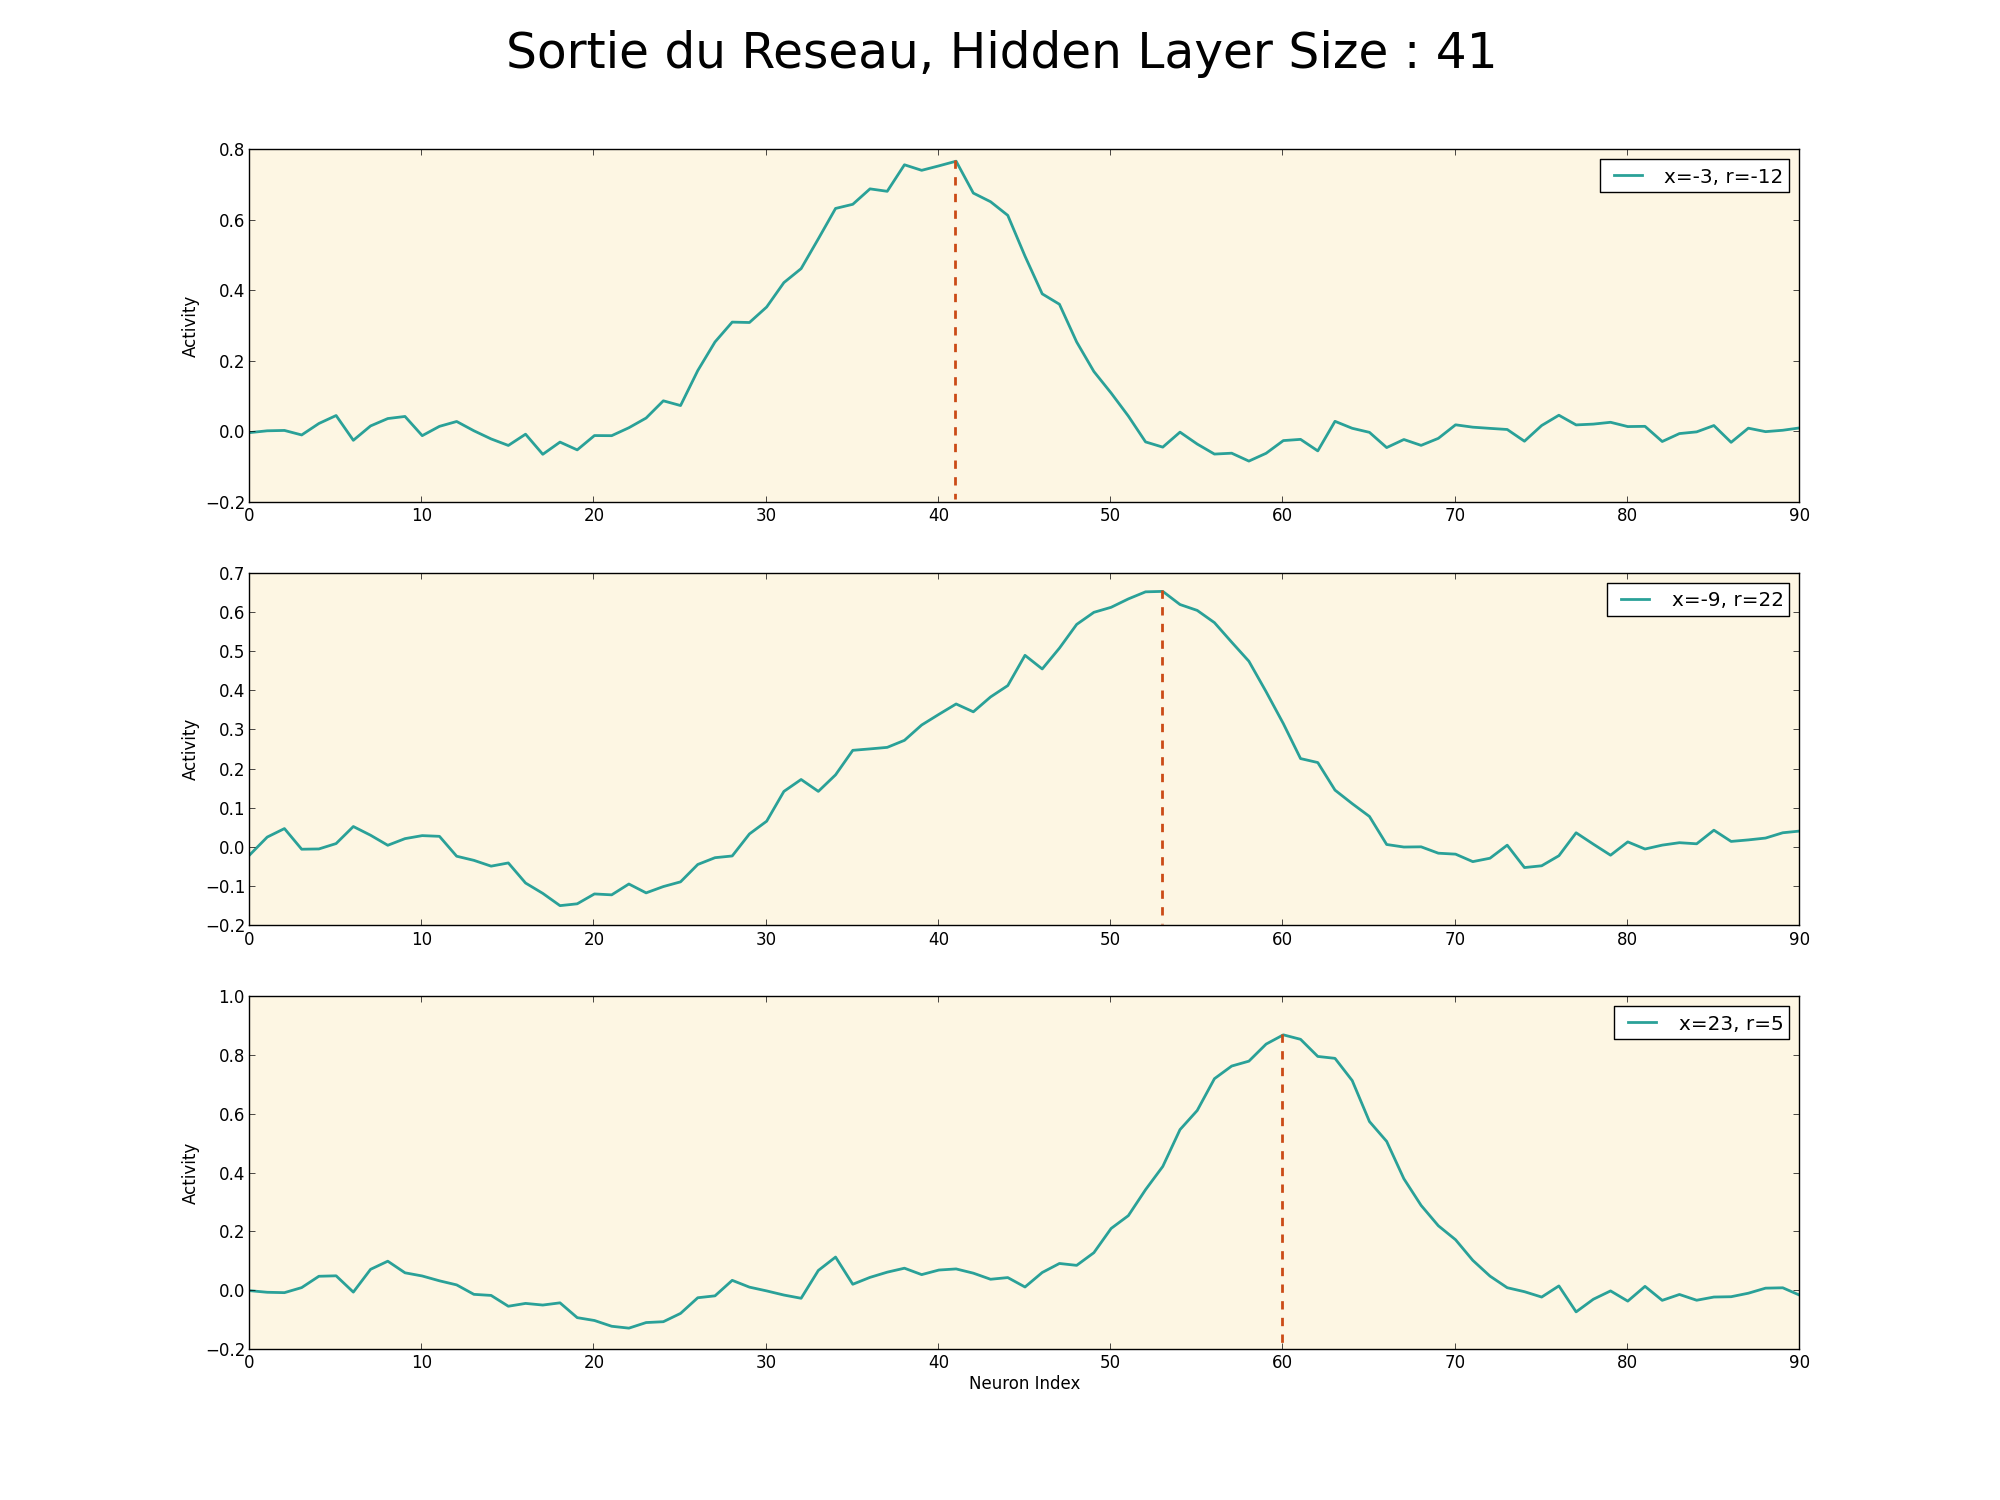 Sortie du Reseau, Hidden Layer Size : 41
0.8
0.6
0.4
0.2
0.0
−0.2
Activity
x=-3, r=-12
0 10 20 30 40 50 60 70 80 90
0.7
0.6
0.5
0.4
0.3
0.2
0.1
0.0
−0.1
−0.2
Activity
x=-9, r=22
0 10 20 30 40 50 60 70 80 90
1.0
0.8
0.6
0.4
0.2
0.0
−0.2
Activity
x=23, r=5
0 10 20 30 40 50 60 70 80 90
Neuron Index